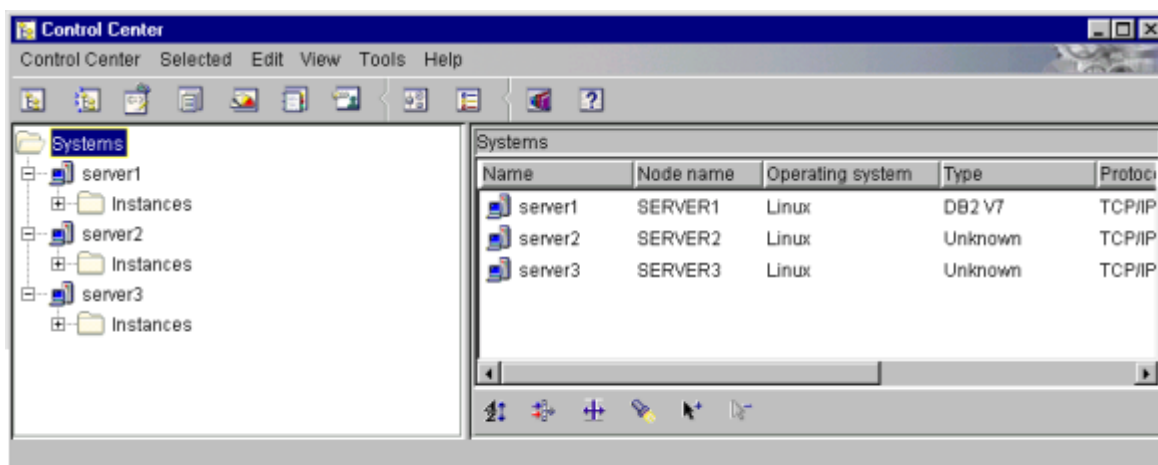 Control Center
Control Center Selected Edit View Tools Help
Systems
server1
Instances
server2
Instances
server3
Instances
Systems
Name Node name Operating system Type
server1 SERVER1 Linux DB2 V7 TCP/IP
server2 SERVER2 Linux Unknown TCP/IP
server3 SERVER3 Linux Unknown TCP/IP